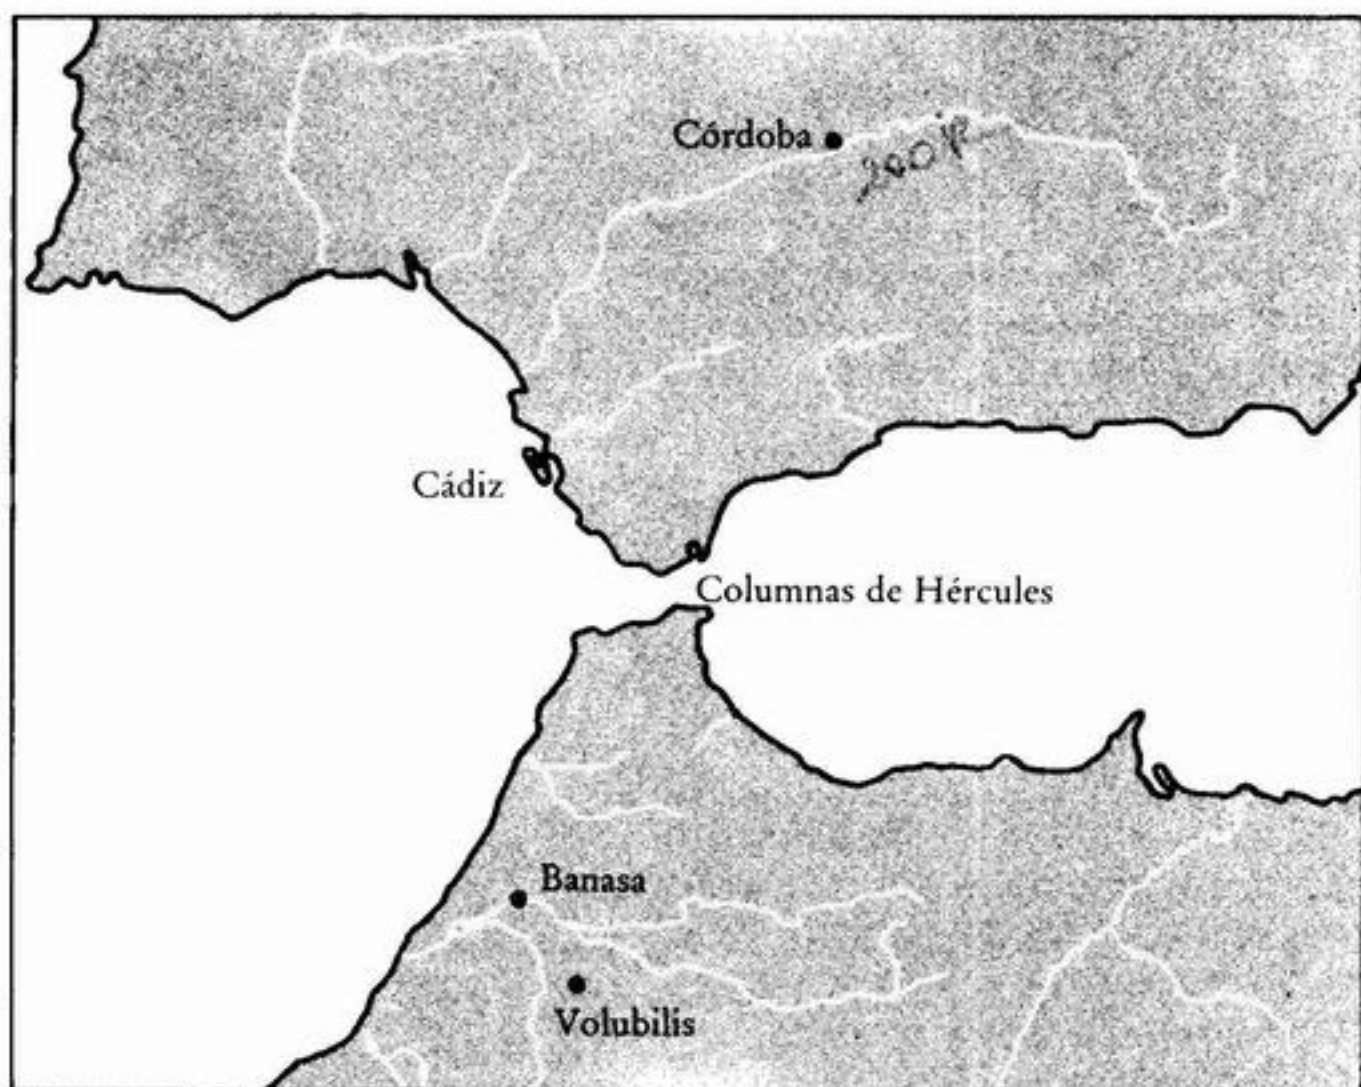 Córdoba
Cádiz
Columnas de Hércules
Banasa
Volubilis